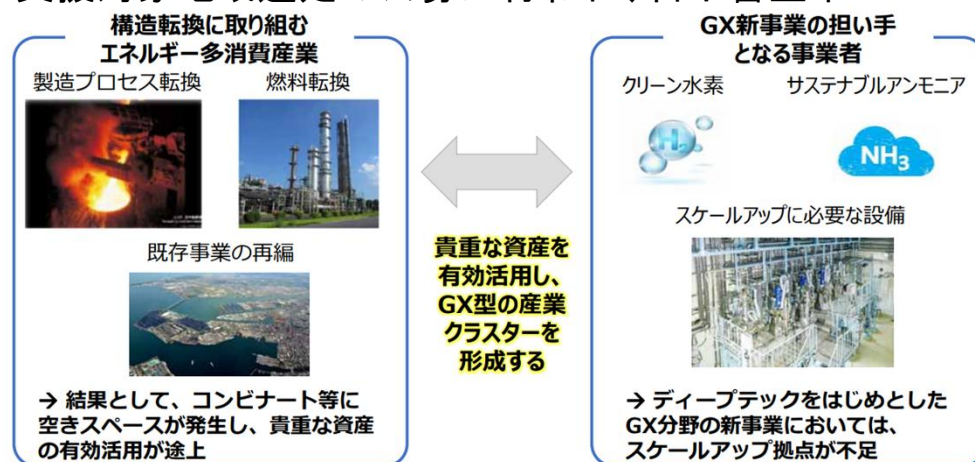 構造転換に取り組む
エネルギー多消費産業
製造プロセス転換
燃料転換
既存事業の再編
→ 結果として、コンビナート等に
空きスペースが発生し、貴重な資産
の有効活用が途上
貴重な資産を
有効活用し、
GX型の産業
クラスターを
形成する
GX新事業の担い手
となる事業者
クリーン水素
サステナブルアンモニア
H₂
NH₃
スケールアップに必要な設備
→ ディープテックをはじめとした
GX分野の新事業においては、
スケールアップ拠点が不足